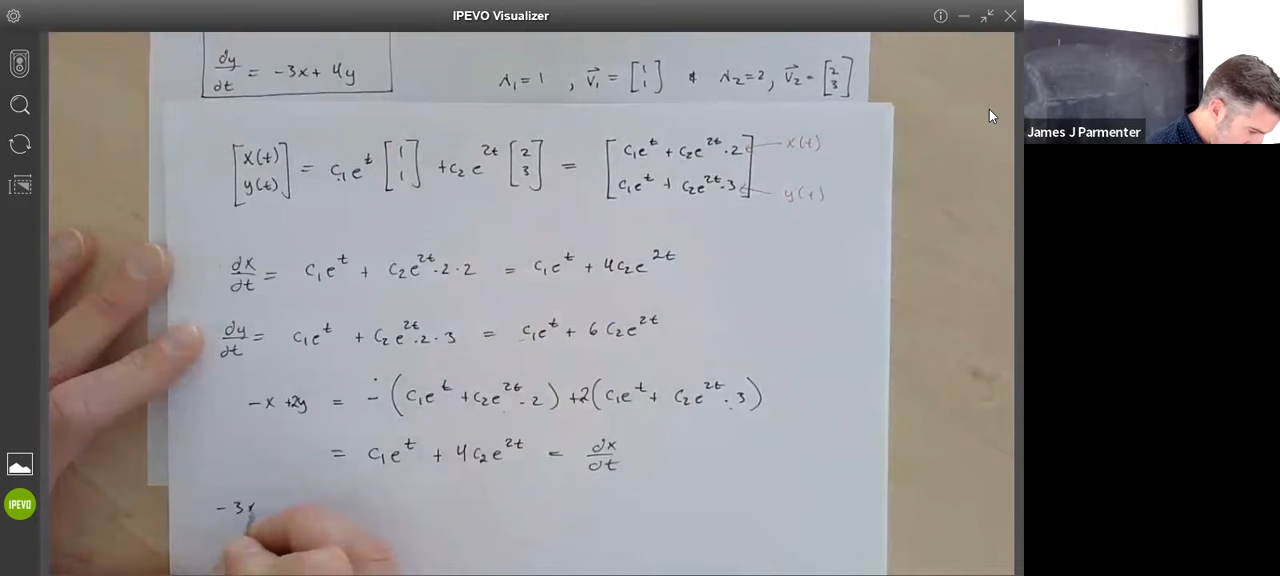 IPEVO Visualizer
James J Parmenter
dy/dt = -3x + 4y
λ₁ = 1 , v⃗₁ = [1 1] & λ₂ = 2, v⃗₂ = [2 3]
[x(t) y(t)] = c₁e^t [1 1] + c₂e^2t [2 3] = [c₁e^t + c₂e^2t · 2 c₁e^t + c₂e^2t · 3] x(t) y(t)
dx/dt = c₁e^t + c₂e^2t · 2 · 2 = c₁e^t + 4c₂e^2t
dy/dt = c₁e^t + c₂e^2t · 2 · 3 = c₁e^t + 6c₂e^2t
-x + 2y = -(c₁e^t + c₂e^2t · 2) + 2(c₁e^t + c₂e^2t · 3)
= c₁e^t + 4c₂e^2t = dx/dt
-3x
IPEVO